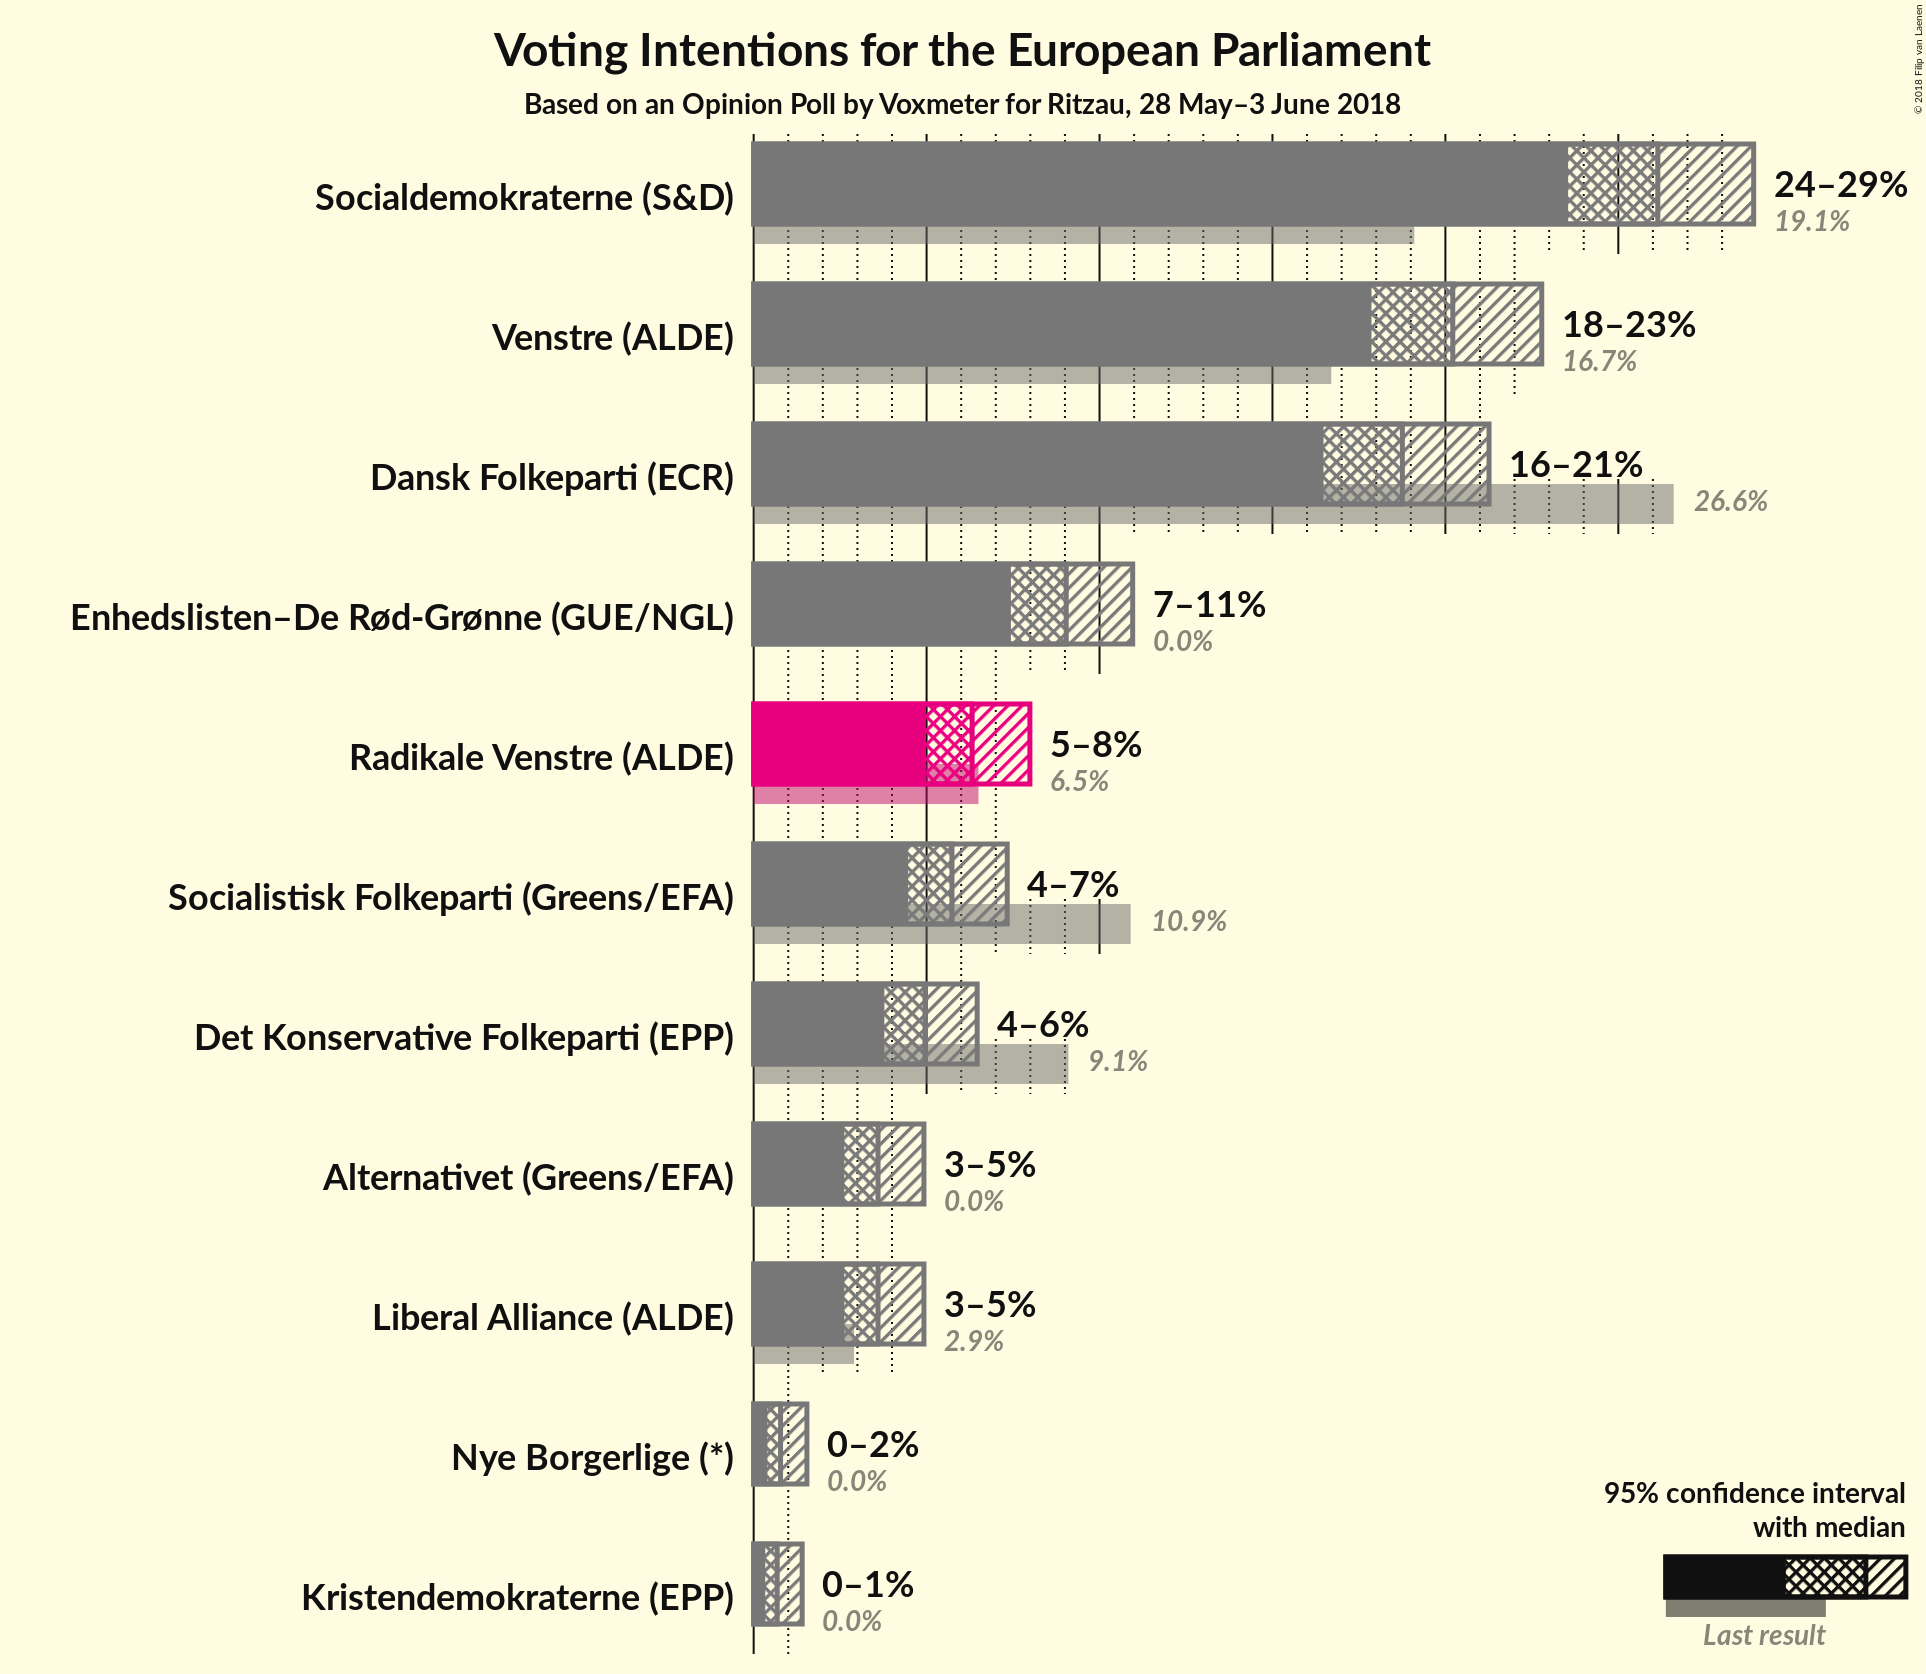 Voting Intentions for the European Parliament
Based on an Opinion Poll by Voxmeter for Ritzau, 28 May–3 June 2018
© 2018 Filip van Laenen
Socialdemokraterne (S&D)
24–29%
19.1%
Venstre (ALDE)
18–23%
16.7%
Dansk Folkeparti (ECR)
16–21%
26.6%
Enhedslisten–De Rød-Grønne (GUE/NGL)
7–11%
0.0%
Radikale Venstre (ALDE)
5–8%
6.5%
Socialistisk Folkeparti (Greens/EFA)
4–7%
10.9%
Det Konservative Folkeparti (EPP)
4–6%
9.1%
Alternativet (Greens/EFA)
3–5%
0.0%
Liberal Alliance (ALDE)
3–5%
2.9%
Nye Borgerlige (*)
0–2%
0.0%
Kristendemokraterne (EPP)
0–1%
0.0%
95% confidence interval
with median
Last result